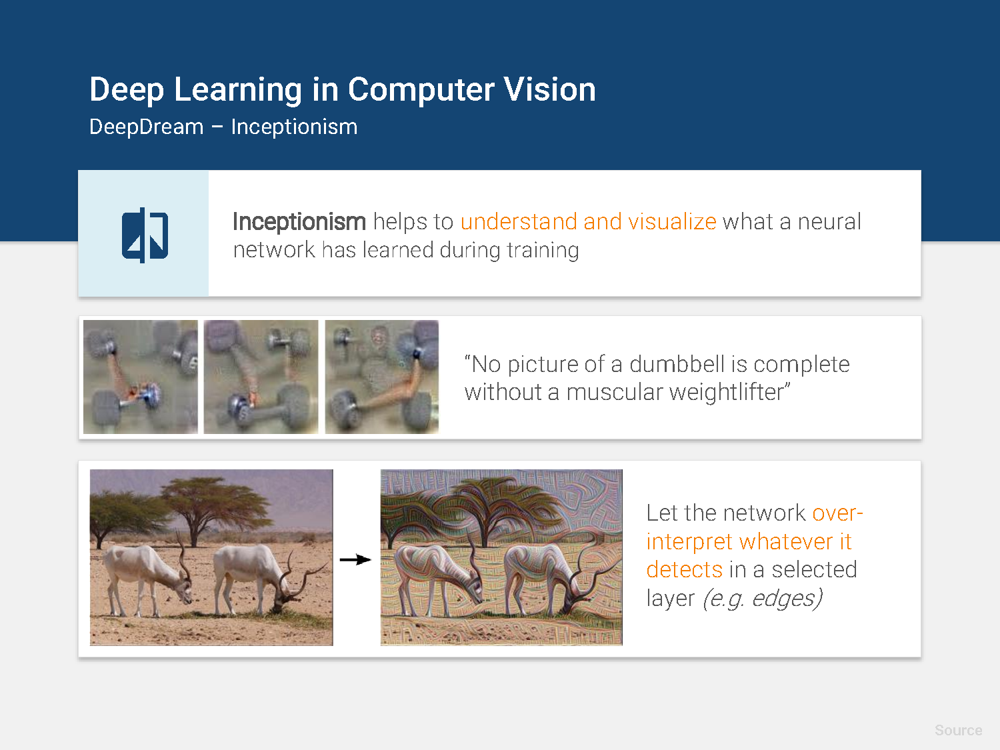 Deep Learning in Computer Vision
DeepDream – Inceptionism
Inceptionism helps to understand and visualize what a neural
network has learned during training
“No picture of a dumbbell is complete
without a muscular weightlifter”
Let the network over-
interpret whatever it
detects in a selected
layer (e.g. edges)
Source